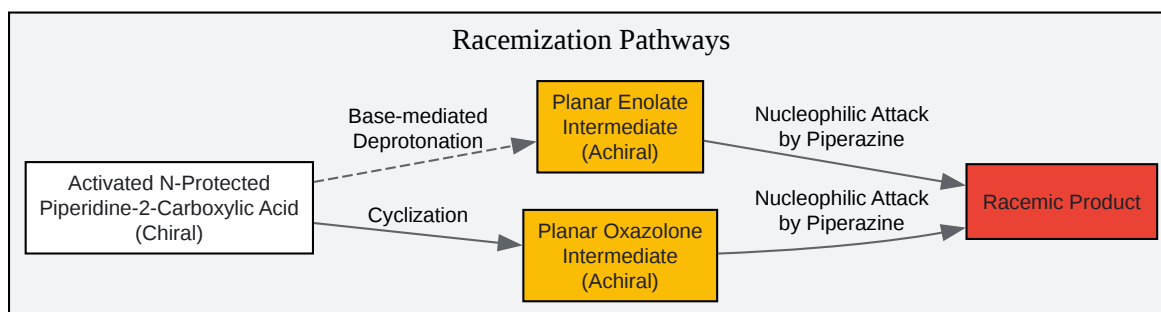 Racemization Pathways
Activated N-Protected
Piperidine-2-Carboxylic Acid
(Chiral)
Base-mediated
Deprotonation
Cyclization
Planar Enolate
Intermediate
(Achiral)
Planar Oxazolone
Intermediate
(Achiral)
Nucleophilic Attack
by Piperazine
Nucleophilic Attack
by Piperazine
Racemic Product